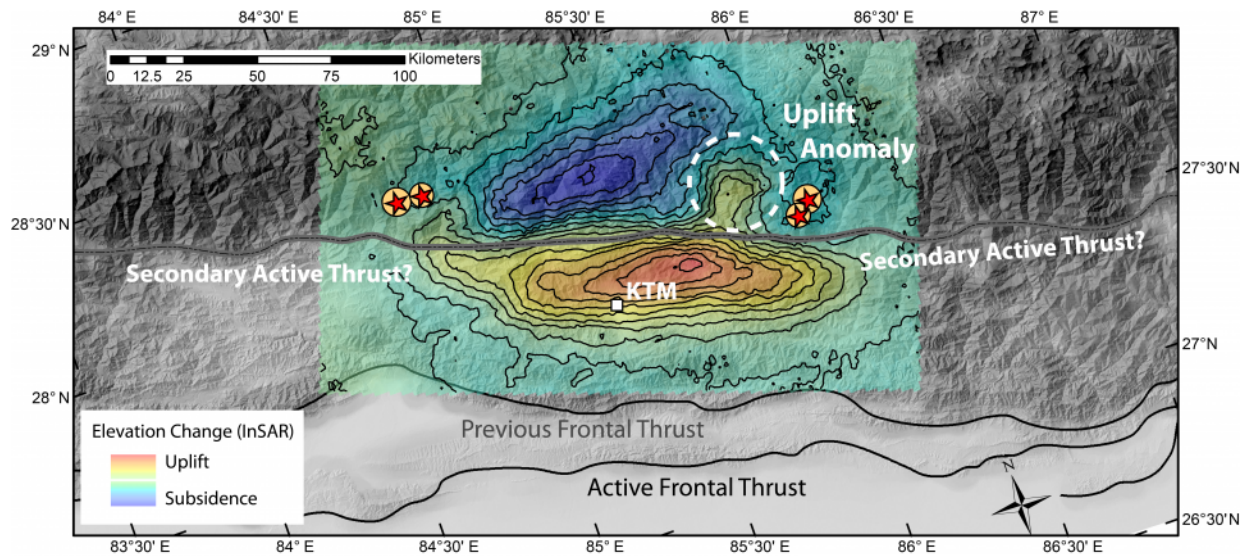 84° E 85° E 85°30' E 86° E 86°30' E 87° E
29° N
Kilometers
0 12.5 25 50 75 100
Uplift
Anomaly
27°30' N
28°30' N
Secondary Active Thrust?
Secondary Active Thrust?
KTM
27° N
28° N
Elevation Change (InSAR)
Uplift
Subsidence
Previous Frontal Thrust
Active Frontal Thrust
N
26°30' N
83°30' E 84° E 84°30' E 85° E 85°30' E 86° E 86°30' E